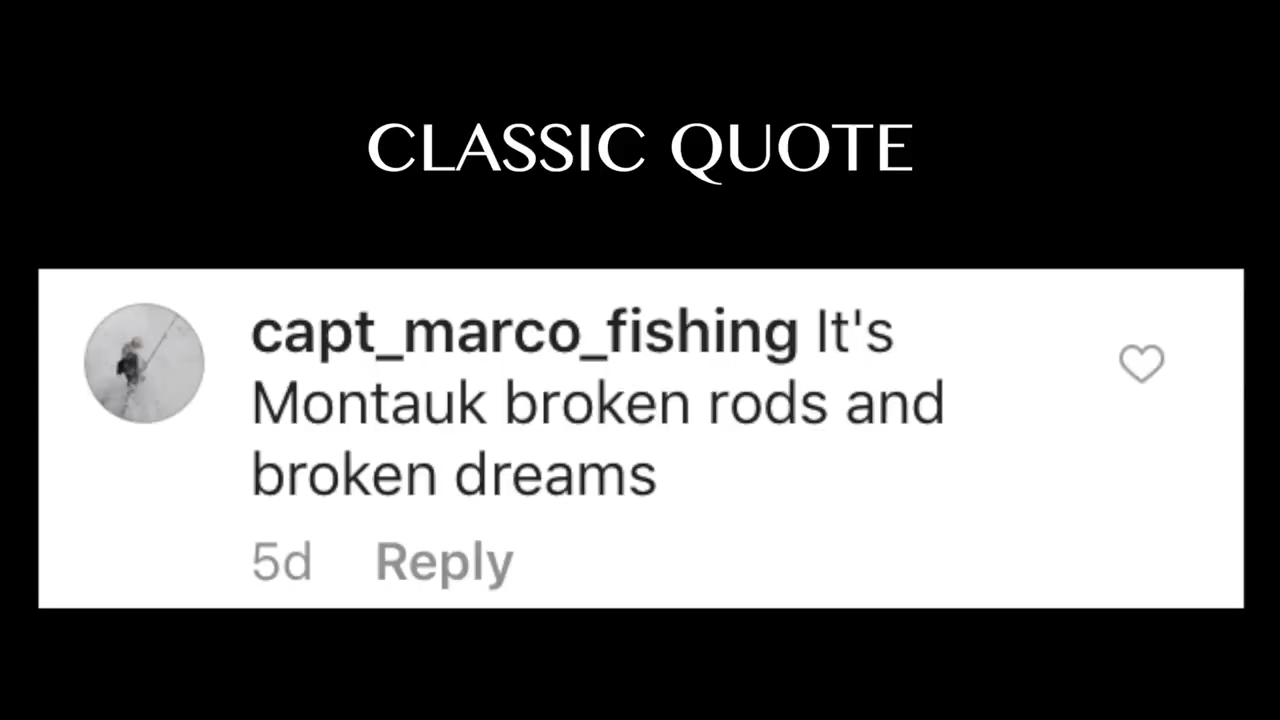 CLASSIC QUOTE
capt_marco_fishing It's
Montauk broken rods and
broken dreams
5d Reply